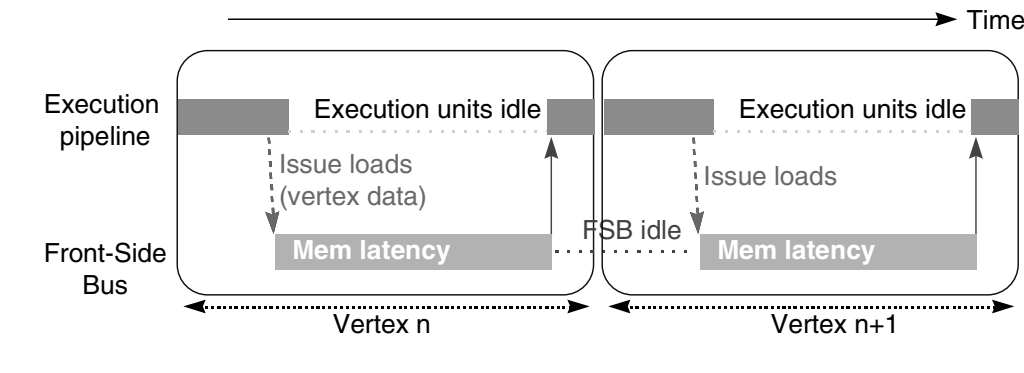 Time
Execution
pipeline
Execution units idle
Execution units idle
Issue loads
(vertex data)
Issue loads
FSB idle
Front-Side
Bus
Mem latency
Mem latency
Vertex n
Vertex n+1